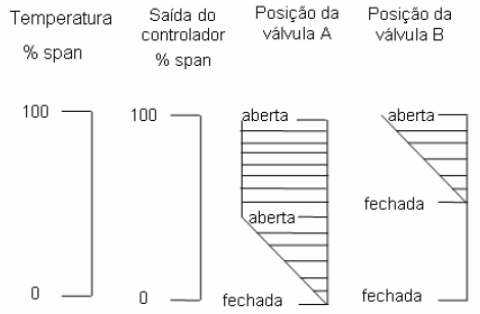 Temperatura
% span
Saída do
controlador
% span
Posição da
válvula A
Posição da
válvula B
100
0
100
0
aberta
aberta
fechada
aberta
fechada
fechada